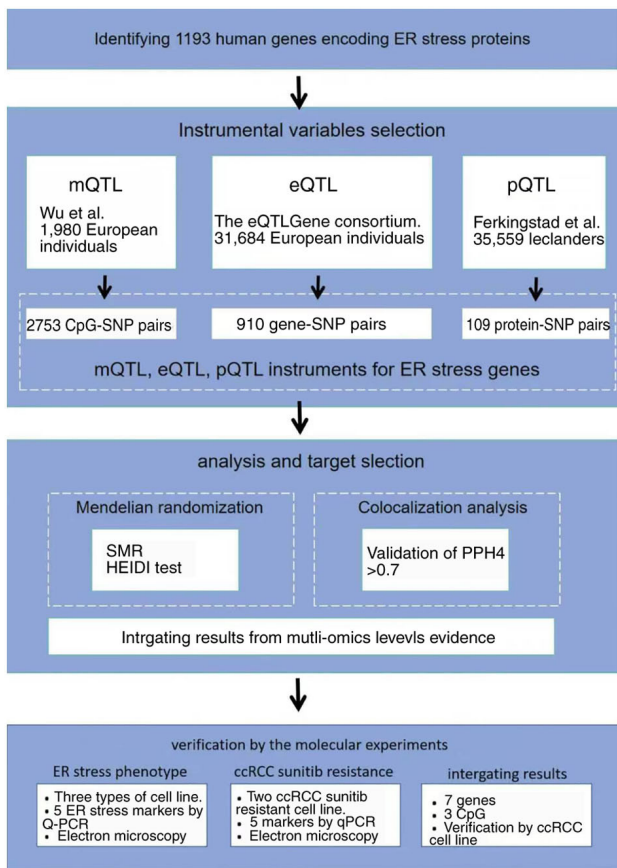 Identifying 1193 human genes encoding ER stress proteins
Instrumental variables selection
mQTL
Wu et al.
1,980 European
individuals
eQTL
The eQTLGene consortium.
31,684 European individuals
pQTL
Ferkingstad et al.
35,559 leclanders
2753 CpG-SNP pairs
910 gene-SNP pairs
109 protein-SNP pairs
mQTL, eQTL, pQTL instruments for ER stress genes
analysis and target slection
Mendelian randomization
SMR
HEIDI test
Colocalization analysis
Validation of PPH4
>0.7
Intrgating results from mutli-omics levevls evidence
verification by the molecular experiments
ER stress phenotype
• Three types of cell line.
• 5 ER stress markers by
Q-PCR
• Electron microscopy
ccRCC sunitib resistance
• Two ccRCC sunitib
resistant cell line.
• 5 markers by qPCR
• Electron microscopy
intergating results
• 7 genes
• 3 CpG
• Verification by ccRCC
cell line